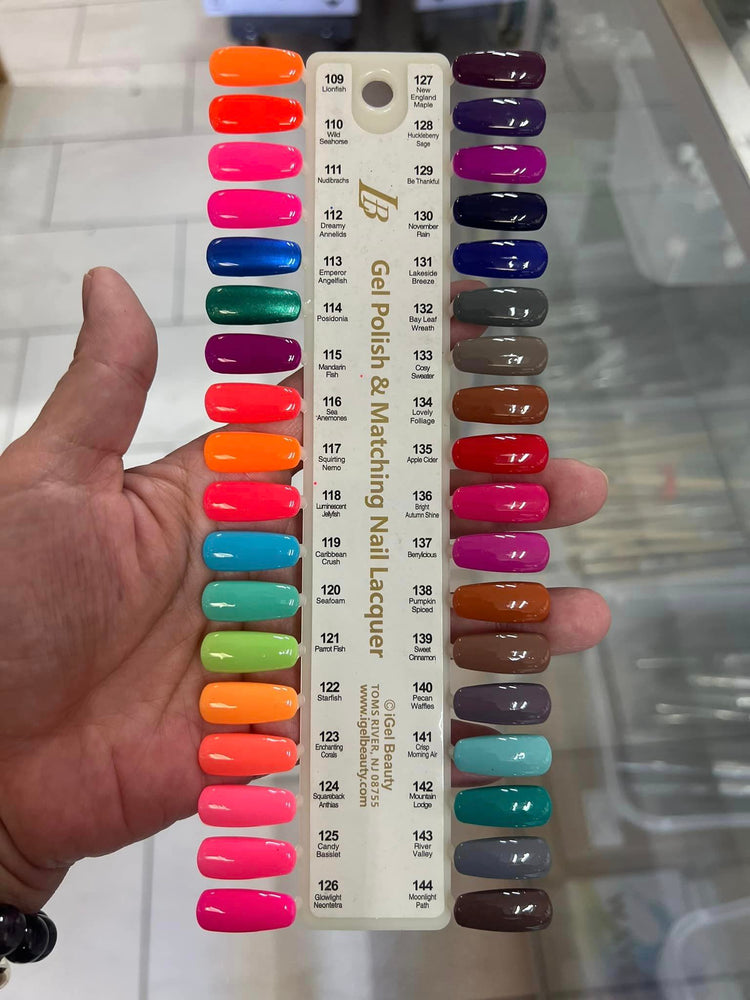 109
Lionfish
110
Wild
Seahorse
111
Nudibrachs
112
Dreamy
Annelids
113
Emperor
Angelfish
114
Posidonia
115
Mandarin
Fish
116
Sea
Anemones
117
Squirting
Nemo
118
Luminescent
Jellyfish
119
Caribbean
Crush
120
Seafoam
121
Parrot Fish
122
Starfish
123
Enchanting
Corals
124
Squareback
Anthias
125
Candy
Basslet
126
Glowlight
Neontetra
IB
Gel Polish & Matching Nail Lacquer
© iGel Beauty
TOMS RIVER, NJ 08755
www.igelbeauty.com
127
New
England
Maple
128
Huckleberry
Sage
129
Be Thankful
130
November
Rain
131
Lakeside
Breeze
132
Bay Leaf
Wreath
133
Cosy
Sweater
134
Lovely
Foliage
135
Apple Cider
136
Bright
Autumn Shine
137
Berrylicious
138
Pumpkin
Spiced
139
Sweet
Cinnamon
140
Pecan
Waffles
141
Crisp
Morning Air
142
Mountain
Lodge
143
River
Valley
144
Moonlight
Path